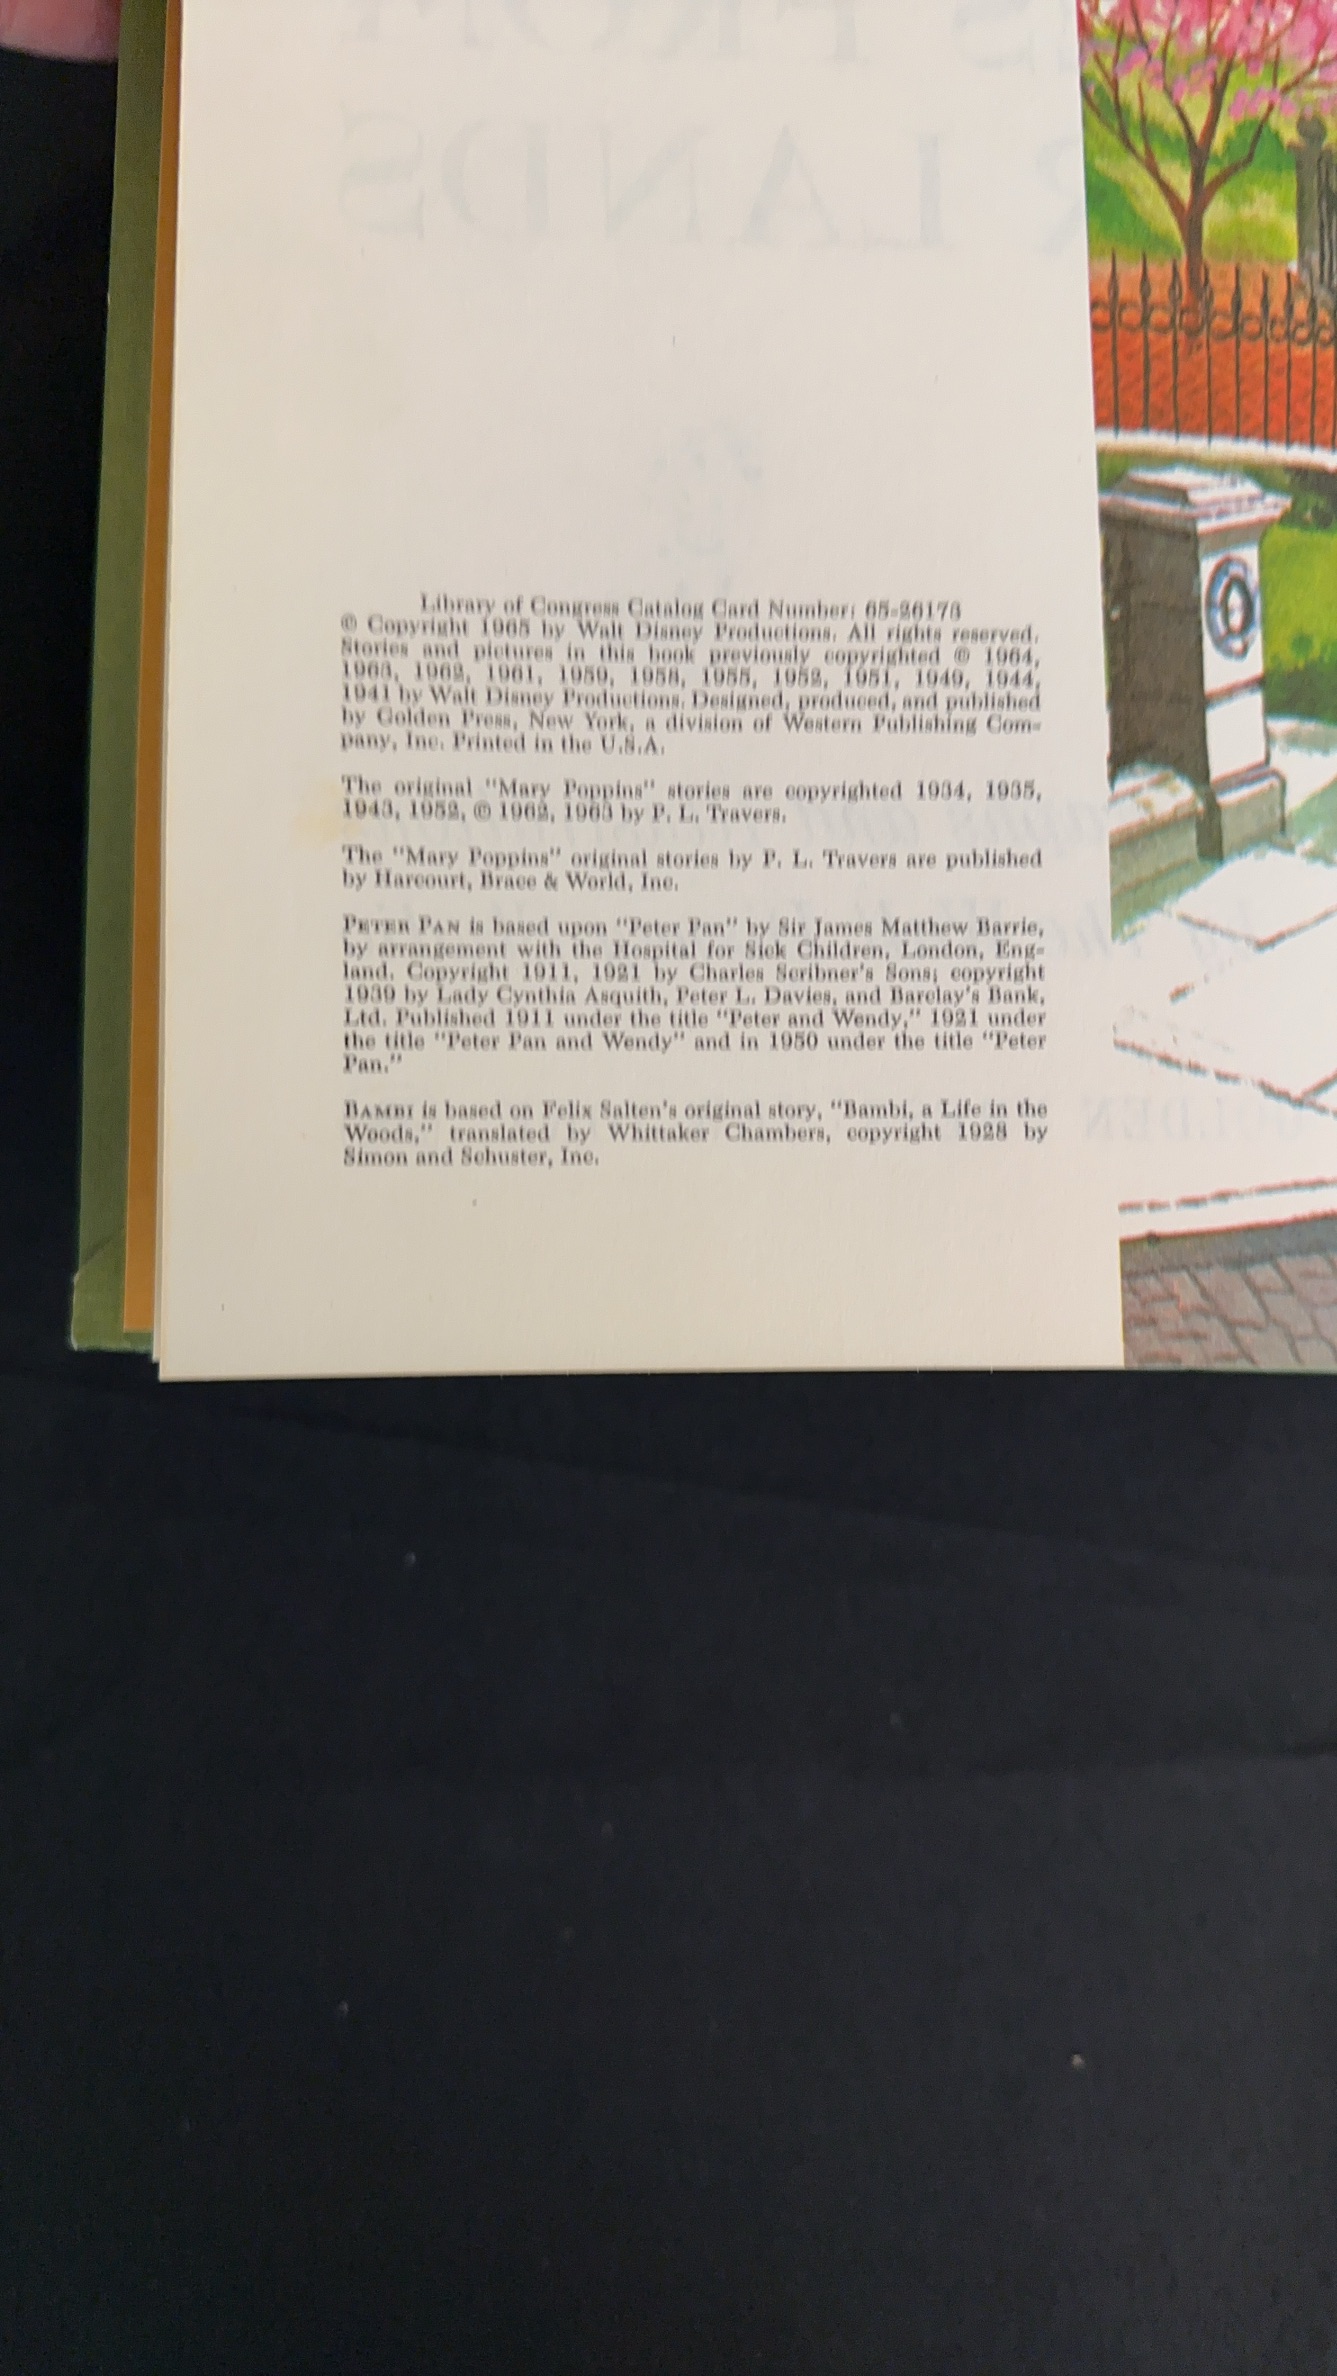 Library of Congress Catalog Card Number: 65-26173
© Copyright 1965 by Walt Disney Productions. All rights reserved.
Stories and pictures in this book previously copyrighted © 1964,
1963, 1962, 1961, 1959, 1958, 1955, 1952, 1951, 1949, 1944,
1941 by Walt Disney Productions. Designed, produced, and published
by Golden Press, New York, a division of Western Publishing Com-
pany, Inc. Printed in the U.S.A.
The original "Mary Poppins" stories are copyrighted 1934, 1935,
1943, 1952, © 1962, 1963 by P. L. Travers.
The "Mary Poppins" original stories by P. L. Travers are published
by Harcourt, Brace & World, Inc.
PETER PAN is based upon "Peter Pan" by Sir James Matthew Barrie,
by arrangement with the Hospital for Sick Children, London, Eng-
land. Copyright 1911, 1921 by Charles Scribner's Sons; copyright
1939 by Lady Cynthia Asquith, Peter L. Davies, and Barclay's Bank,
Ltd. Published 1911 under the title "Peter and Wendy," 1921 under
the title "Peter Pan and Wendy" and in 1950 under the title "Peter
Pan."
BAMBI is based on Felix Salten's original story, "Bambi, a Life in the
Woods," translated by Whittaker Chambers, copyright 1928 by
Simon and Schuster, Inc.